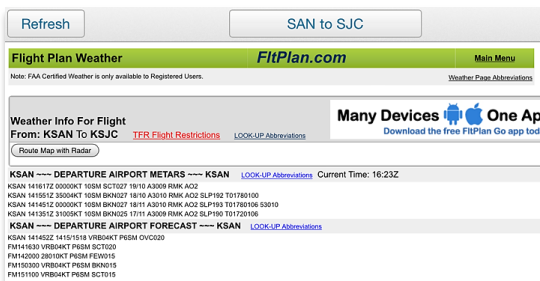 Refresh
SAN to SJC
Flight Plan Weather
FltPlan.com
Main Menu
Note: FAA Certified Weather is only available to Registered Users.
Weather Page Abbreviations
Many Devices One Ap
Download the free FltPlan Go app tod
Weather Info For Flight
From: KSAN To KSJC TFR Flight Restrictions LOOK-UP Abbreviations
Route Map with Radar
KSAN ~~~ DEPARTURE AIRPORT METARS ~~~ KSAN LOOK-UP Abbreviations Current Time: 16:23Z
KSAN 141617Z 00000KT 10SM SCT027 19/10 A3009 RMK AO2
KSAN 141551Z 35004KT 10SM BKN027 18/10 A3010 RMK AO2 SLP192 T01780100
KSAN 141451Z 00000KT 10SM BKN027 18/11 A3010 RMK AO2 SLP193 T01780106 53010
KSAN 141351Z 31005KT 10SM BKN025 17/11 A3009 RMK AO2 SLP190 T01720106
KSAN ~~~ DEPARTURE AIRPORT FORECAST ~~~ KSAN LOOK-UP Abbreviations
KSAN 141452Z 1415/1518 VRB04KT P6SM OVC020
FM141630 VRB04KT P6SM SCT020
FM142000 28010KT P6SM FEW015
FM150300 VRB04KT P6SM BKN015
FM151100 VRB04KT P6SM SCT015